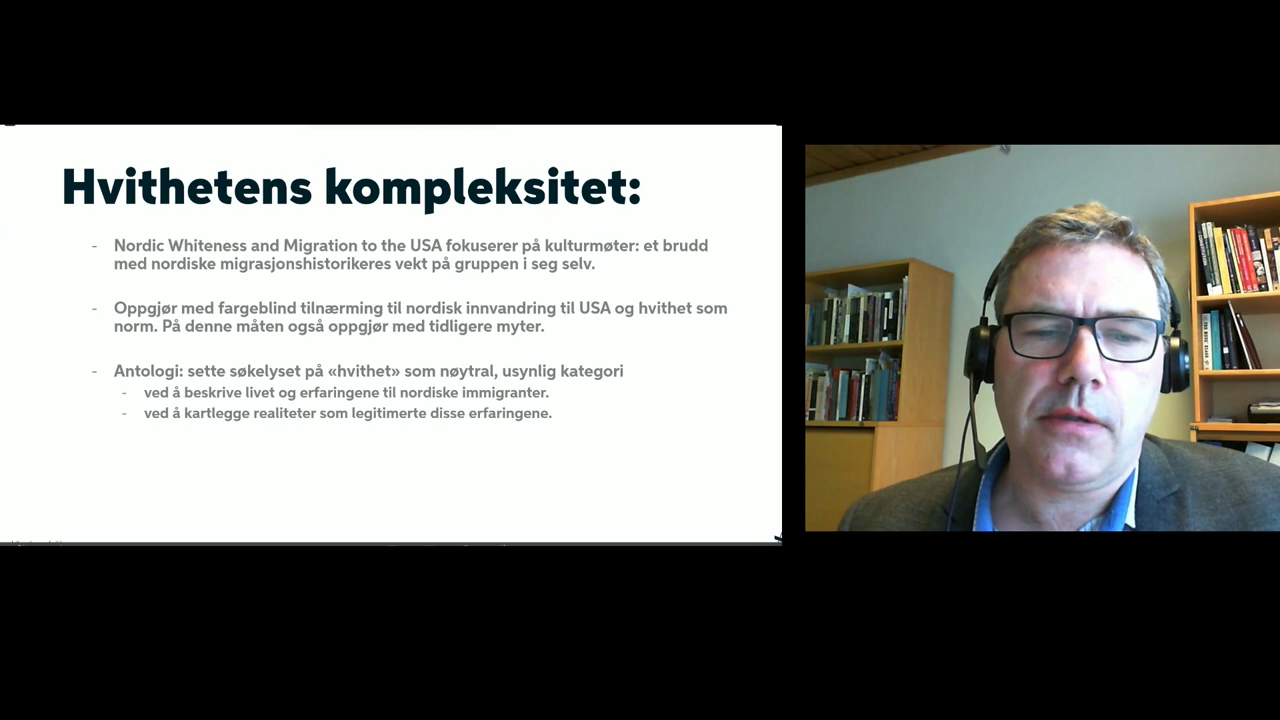 Hvithetens kompleksitet:
- Nordic Whiteness and Migration to the USA fokuserer på kulturmøter: et brudd
med nordiske migrasjonshistorikeres vekt på gruppen i seg selv.
- Oppgjør med fargeblind tilnærming til nordisk innvandring til USA og hvithet som
norm. På denne måten også oppgjør med tidligere myter.
- Antologi: sette søkelyset på «hvithet» som nøytral, usynlig kategori
- ved å beskrive livet og erfaringene til nordiske immigranter.
- ved å kartlegge realiteter som legitimerte disse erfaringene.